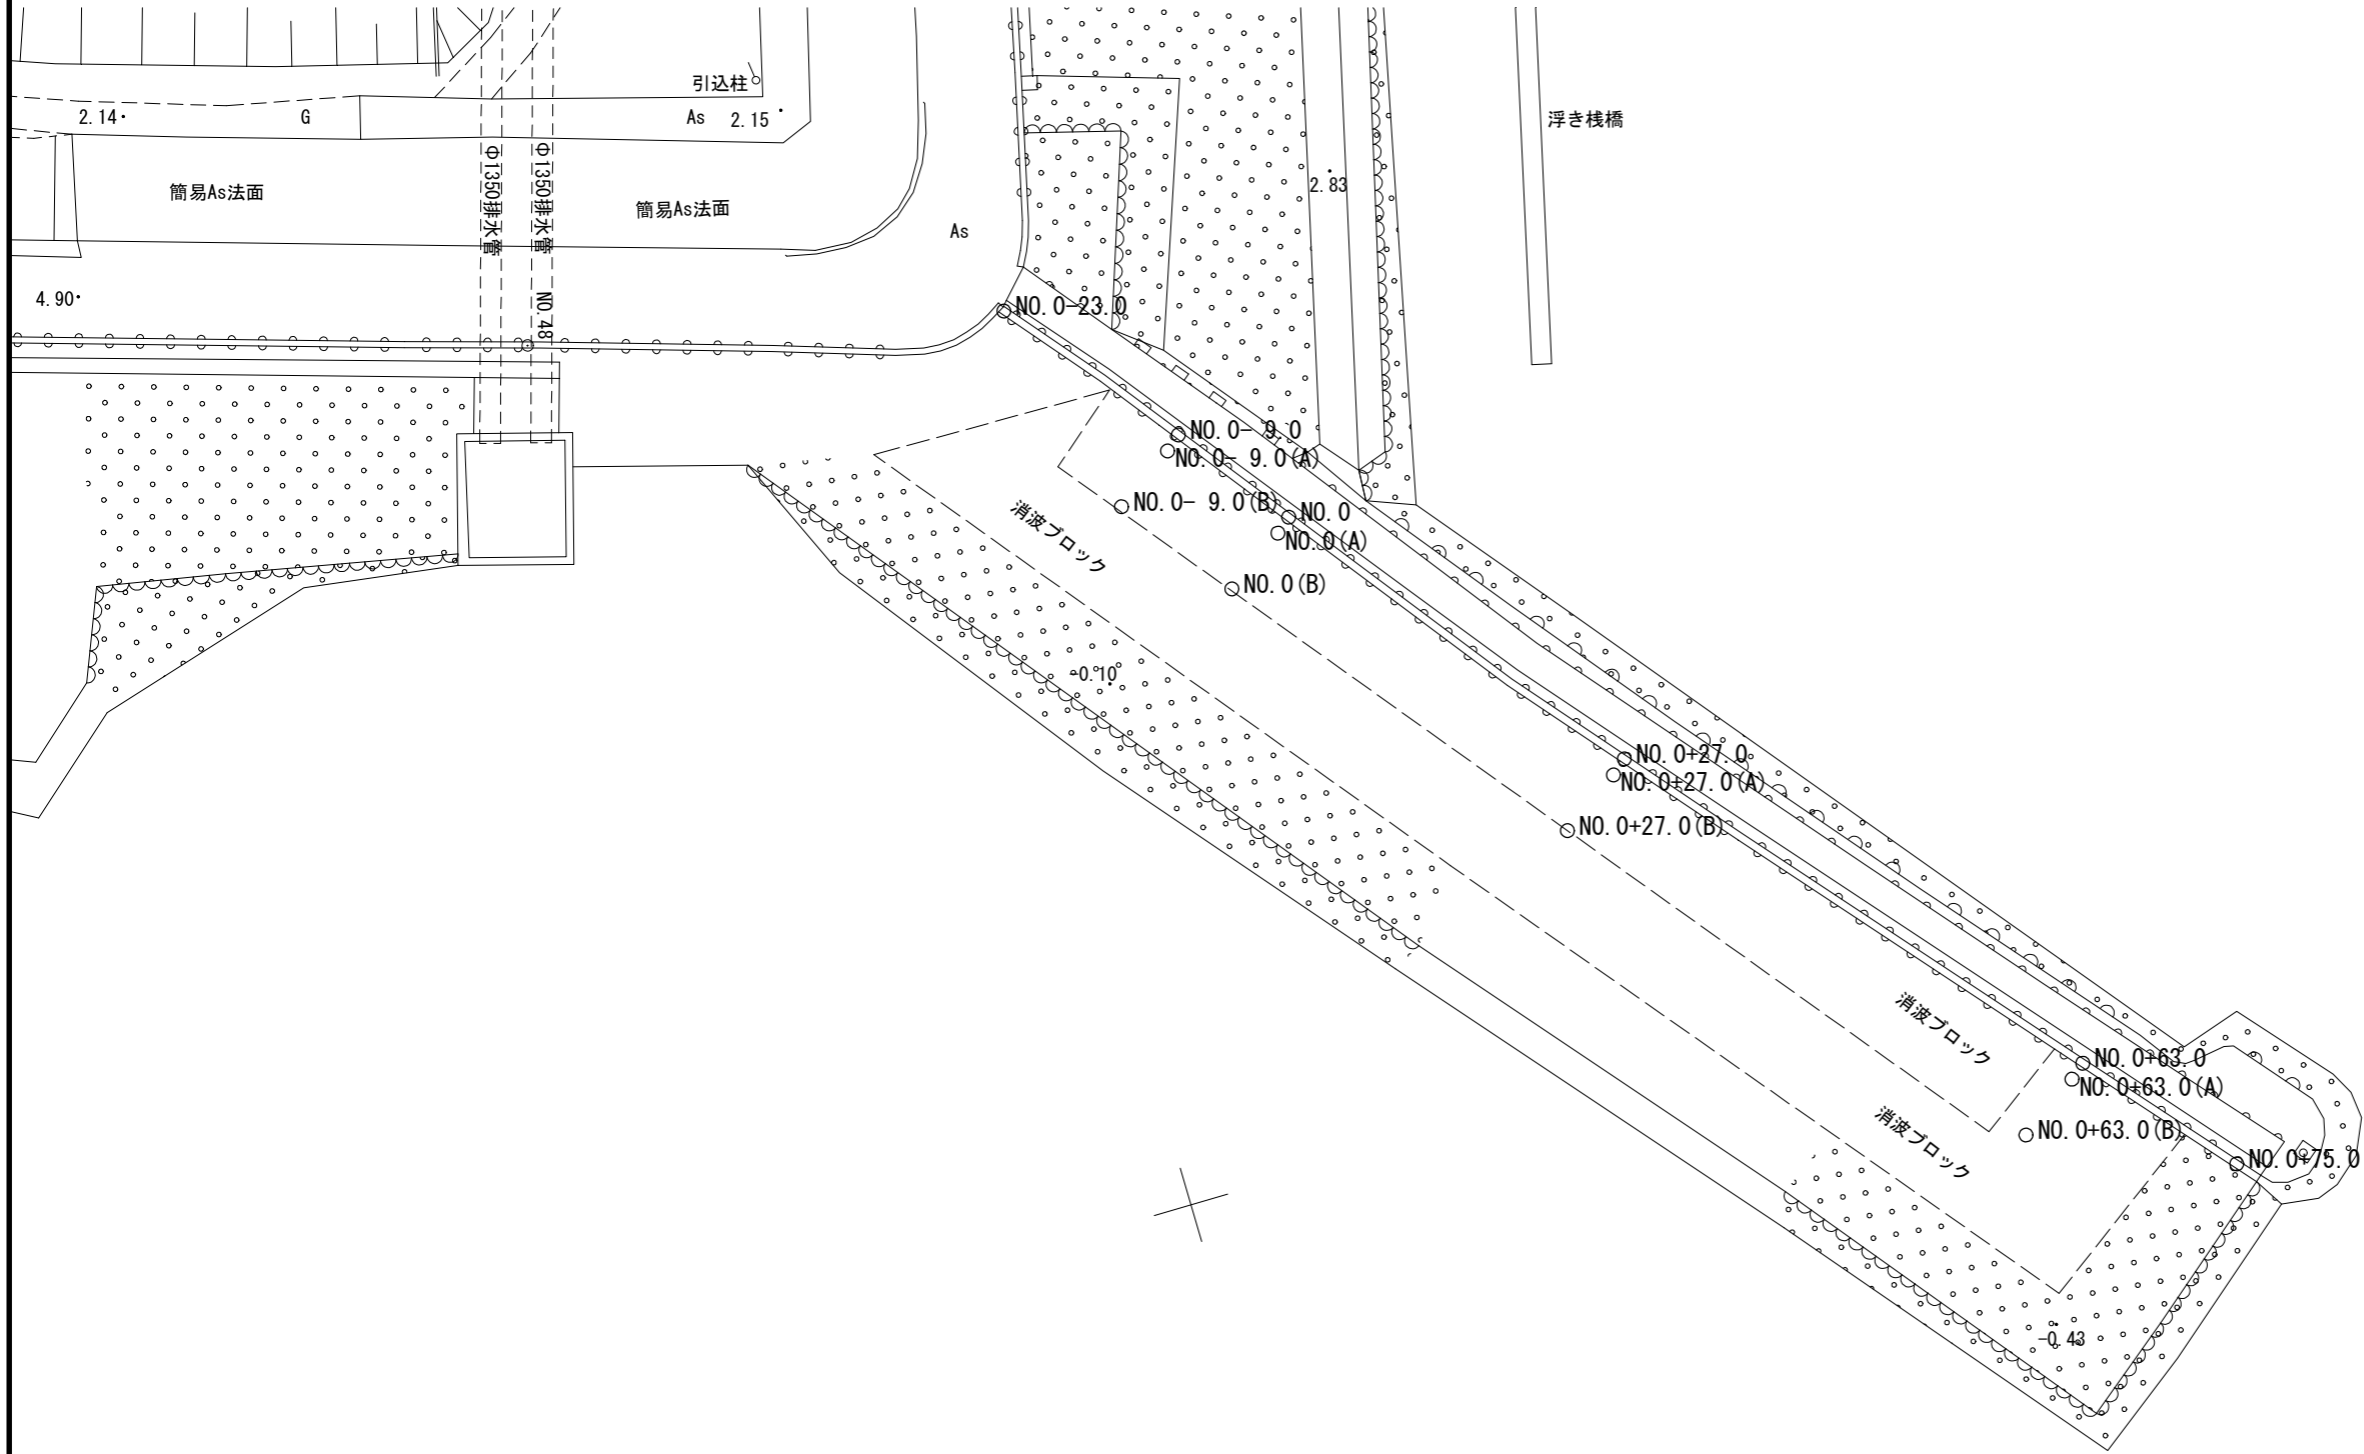 引込柱
2.14
G
As
2.15
浮き桟橋
Φ1350排水管
Φ1350排水管
簡易As法面
簡易As法面
2.83
As
4.90
NO.48
NO.0-23.0
NO.0- 9.0
NO.0- 9.0(A)
NO.0- 9.0(B)
NO.0
NO.0(A)
消波ブロック
NO.0(B)
-0.10
NO.0+27.0
NO.0+27.0(A)
NO.0+27.0(B)
消波ブロック
NO.0+63.0
NO.0+63.0(A)
消波ブロック
NO.0+63.0(B)
NO.0+75.0
-0.43